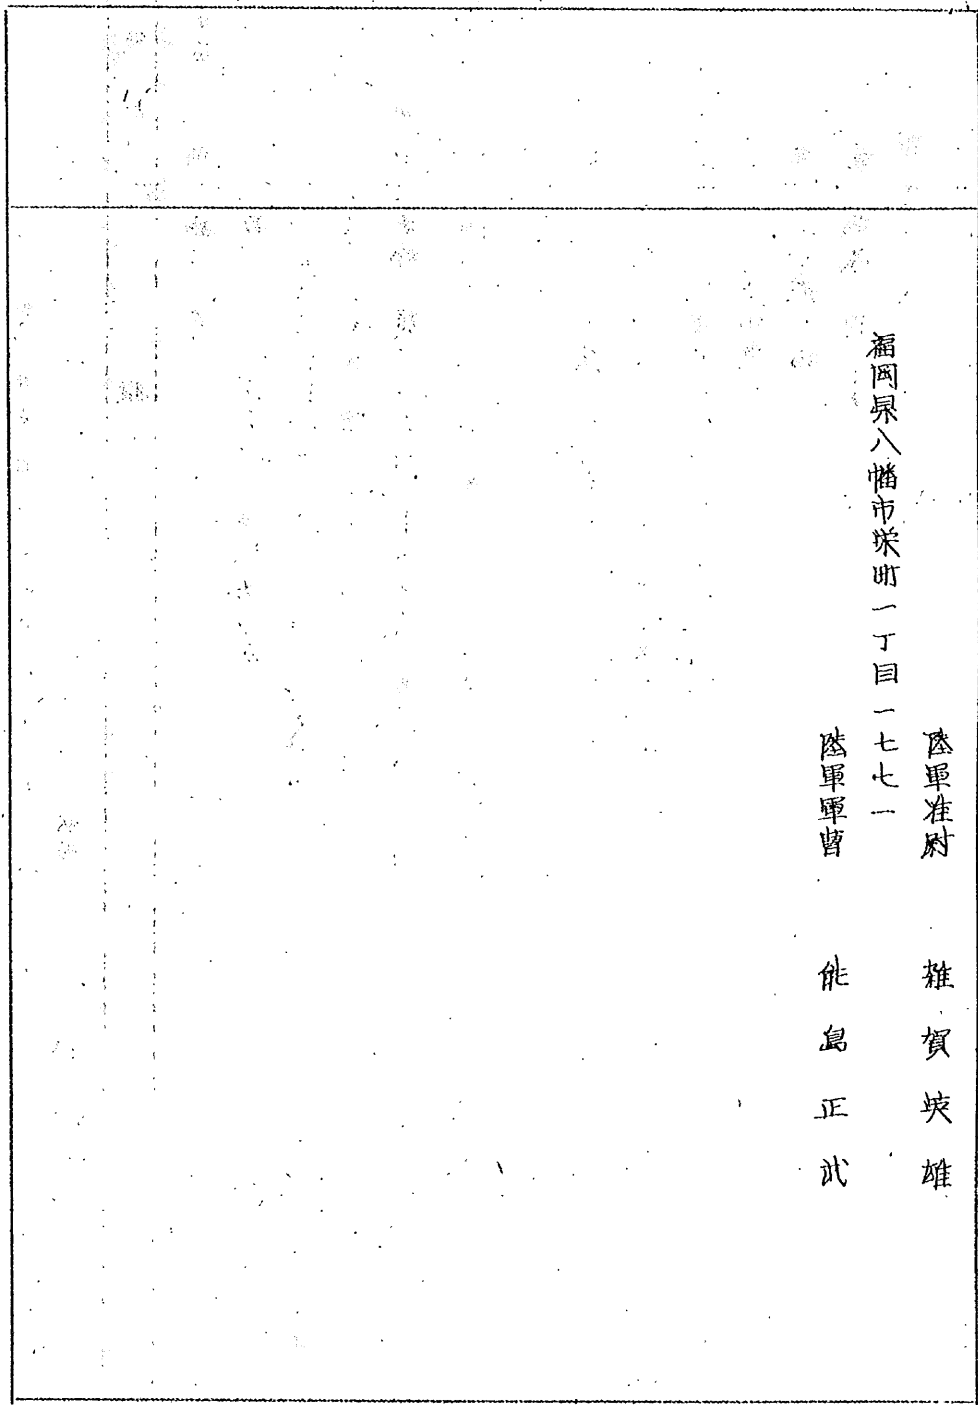 陸軍准尉 雑賀英雄
福岡県八幡市栄町一丁目一七七一
陸軍軍曹 能島正武